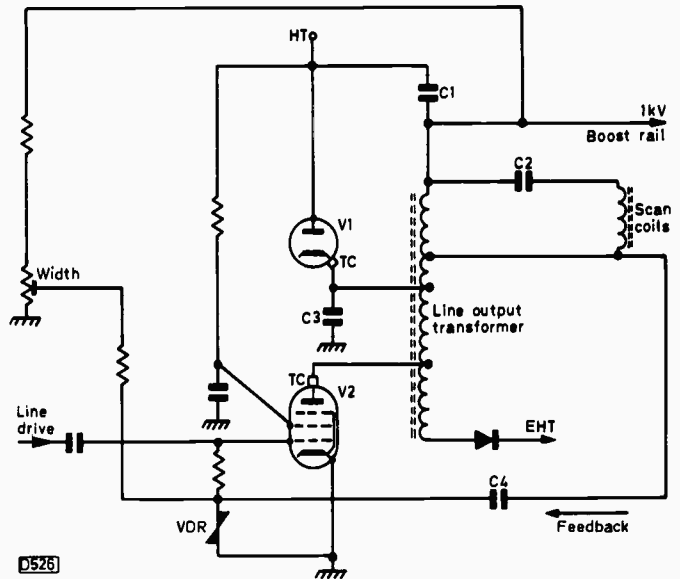 HT
C1
1kV
Boost rail
C2
Scan
coils
V1
TC
Width
C3
Line output
transformer
TC
V2
Line
drive
EHT
C4
VDR
Feedback
D526